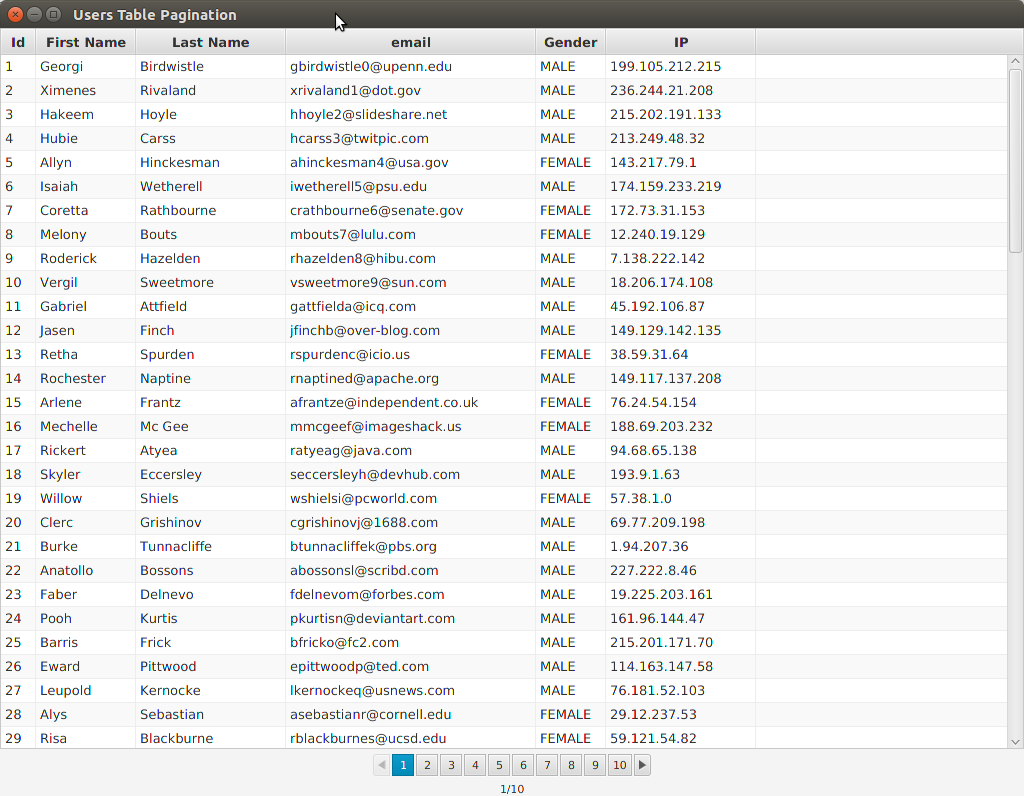 Users Table Pagination
Id First Name Last Name email Gender IP
1 Georgi Birdwistle gbirdwistle0@upenn.edu MALE 199.105.212.215
2 Ximenes Rivaland xrivaland1@dot.gov MALE 236.244.21.208
3 Hakeem Hoyle hhoyle2@slideshare.net MALE 215.202.191.133
4 Hubie Carss hcarss3@twitpic.com MALE 213.249.48.32
5 Allyn Hinckesman ahinckesman4@usa.gov FEMALE 143.217.79.1
6 Isaiah Wetherell iwetherell5@psu.edu MALE 174.159.233.219
7 Coretta Rathbourne crathbourne6@senate.gov FEMALE 172.73.31.153
8 Melony Bouts mbouts7@lulu.com FEMALE 12.240.19.129
9 Roderick Hazelden rhazelden8@hibu.com MALE 7.138.222.142
10 Vergil Sweetmore vsweetmore9@sun.com MALE 18.206.174.108
11 Gabriel Attfield gattfielda@icq.com MALE 45.192.106.87
12 Jasen Finch jfinchb@over-blog.com MALE 149.129.142.135
13 Retha Spurden rspurdenc@icio.us FEMALE 38.59.31.64
14 Rochester Naptine rnaptined@apache.org MALE 149.117.137.208
15 Arlene Frantz afrantze@independent.co.uk FEMALE 76.24.54.154
16 Mechelle Mc Gee mmcgeef@imageshack.us FEMALE 188.69.203.232
17 Rickert Atyea ratyeag@java.com MALE 94.68.65.138
18 Skyler Eccersley seccersleyh@devhub.com MALE 193.9.1.63
19 Willow Shiels wshielsi@pcworld.com FEMALE 57.38.1.0
20 Clerc Grishinov cgrishinovj@1688.com MALE 69.77.209.198
21 Burke Tunnacliffe btunnacliffek@pbs.org MALE 1.94.207.36
22 Anatollo Bossons abossonsl@scribd.com MALE 227.222.8.46
23 Faber Delnevo fdelnevom@forbes.com MALE 19.225.203.161
24 Pooh Kurtis pkurtisn@deviantart.com MALE 161.96.144.47
25 Barris Frick bfricko@fc2.com MALE 215.201.171.70
26 Eward Pittwood epittwoodp@ted.com MALE 114.163.147.58
27 Leupold Kernocke lkernockeq@usnews.com MALE 76.181.52.103
28 Alys Sebastian asebastianr@cornell.edu FEMALE 29.12.237.53
29 Risa Blackburne rblackburnes@ucsd.edu FEMALE 59.121.54.82
1 2 3 4 5 6 7 8 9 10
1/10